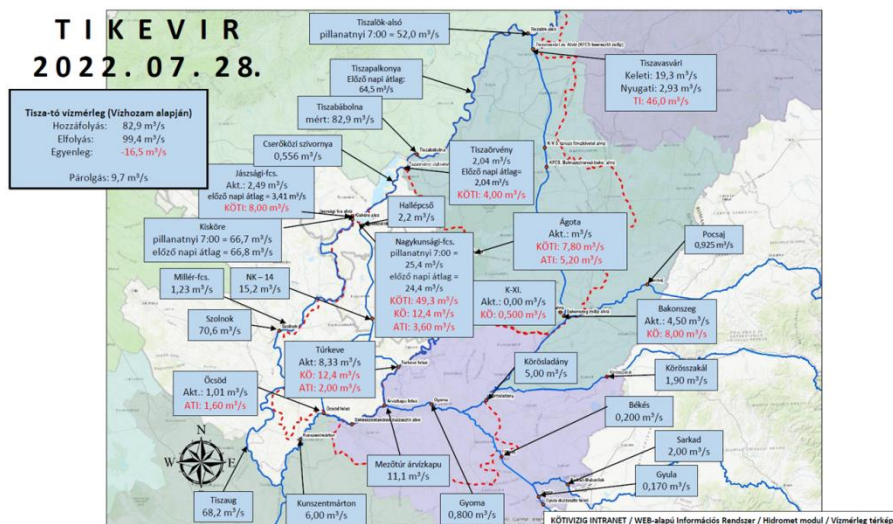 TIKEVIR
2022. 07. 28.
Tisza-tó vízmérleg (Vízhozam alapján)
Hozzáfolyás: 82,9 m³/s
Elfolyás: 99,4 m³/s
Egyenleg: -16,5 m³/s
Párolgás: 9,7 m³/s
Tiszalök-alsó
pillanatnyi 7:00 = 52,0 m³/s
Tiszapalkonya
Előző napi átlag:
64,5 m³/s
Tiszabábolna
mért: 82,9 m³/s
Tiszavasvári
Keleti: 19,3 m³/s
Nyugati: 2,93 m³/s
TI: 46,0 m³/s
Cserőközi szivornya
0,556 m³/s
Tiszaörvény
2,04 m³/s
Előző napi átlag=
2,04 m³/s
KÖTI: 4,00 m³/s
Jászsági-fcs.
Akt.: 2,49 m³/s
előző napi átlag = 3,41 m³/s
KÖTI: 8,00 m³/s
Hallépcső
2,2 m³/s
Kisköre
pillanatnyi 7:00 = 66,7 m³/s
előző napi átlag = 66,8 m³/s
Nagykunsági-fcs.
pillanatnyi 7:00 =
25,4 m³/s
előző napi átlag =
24,4 m³/s
KÖTI: 49,3 m³/s
KÖ: 12,4 m³/s
ATI: 3,60 m³/s
Ágota
Akt.: m³/s
KÖTI: 7,80 m³/s
ATI: 5,20 m³/s
Pocsaj
0,925 m³/s
Millér-fcs.
1,23 m³/s
NK – 14
15,2 m³/s
K-XI.
Akt.: 0,00 m³/s
KÖ: 0,500 m³/s
Bakonszeg
Akt.: 4,50 m³/s
KÖ: 8,00 m³/s
Szolnok
70,6 m³/s
Szolnok
Túrkeve
Akt: 8,33 m³/s
KÖ: 12,4 m³/s
ATI: 2,00 m³/s
Körösladány
5,00 m³/s
Körösszakál
1,90 m³/s
Öcsöd
Akt.: 1,01 m³/s
ATI: 1,60 m³/s
Békés
0,200 m³/s
Sarkad
2,00 m³/s
Gyula
0,170 m³/s
Mezőtúr árvízkapu
11,1 m³/s
Gyoma
0,800 m³/s
Kunszentmárton
6,00 m³/s
Tiszaug
68,2 m³/s
N
W E
S
Tiszabábolna
Gyoma
Kunszentmárton
KÖTIVIZIG INTRANET / WEB-alapú Információs Rendszer / Hidromet modul / Vízmérleg térkép